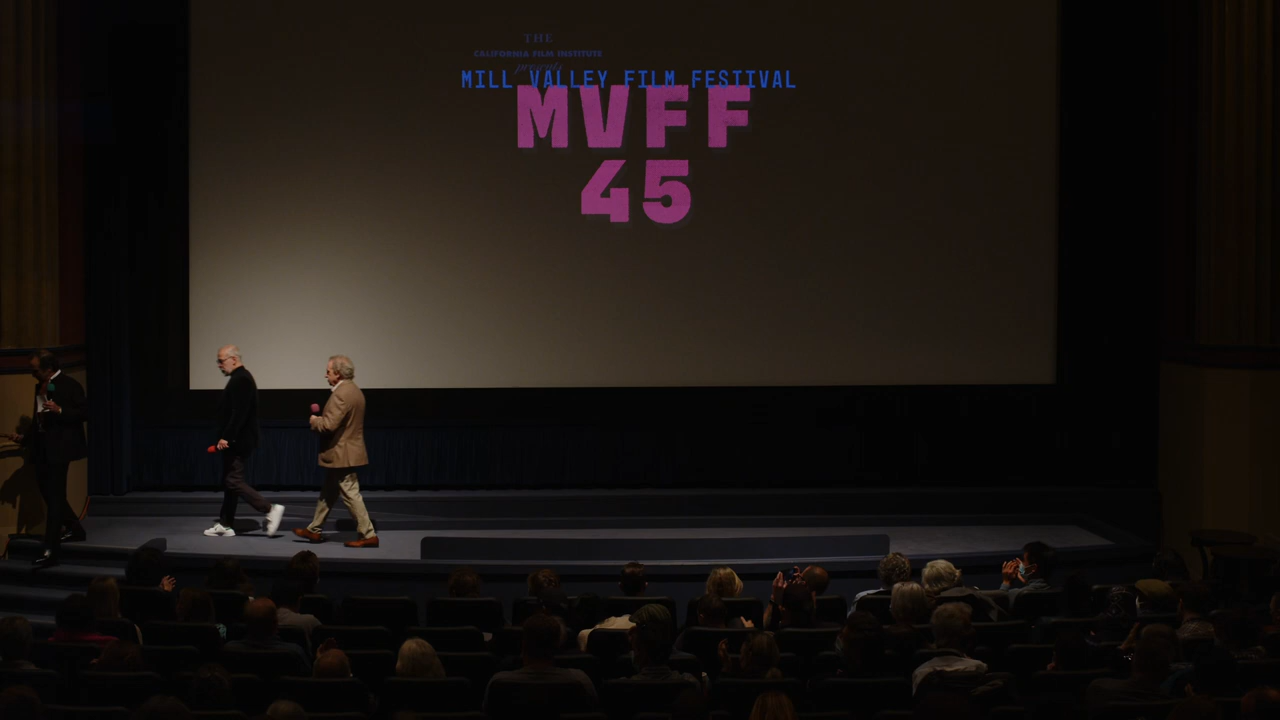 THE
CALIFORNIA FILM INSTITUTE
presents
MILL VALLEY FILM FESTIVAL
MVFF
45